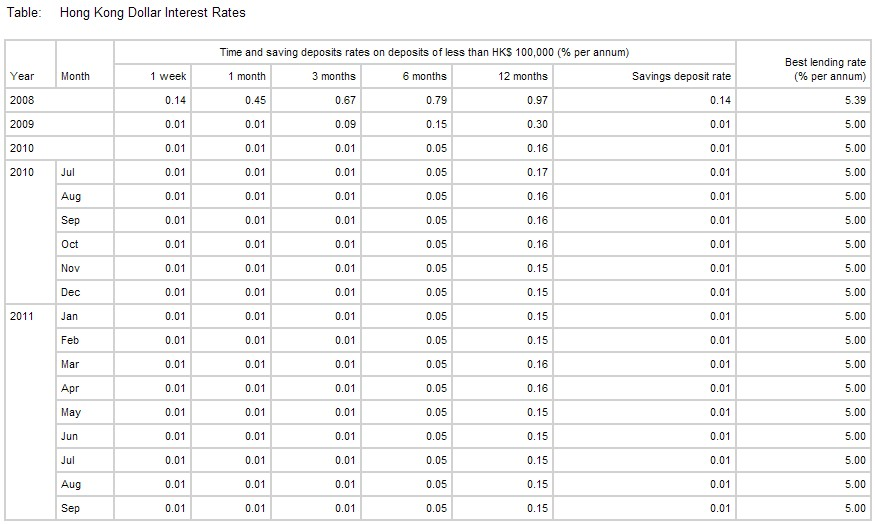 Table: Hong Kong Dollar Interest Rates
Time and saving deposits rates on deposits of less than HK$ 100,000 (% per annum)
Year Month 1 week 1 month 3 months 6 months 12 months Savings deposit rate Best lending rate (% per annum)
2008 0.14 0.45 0.67 0.79 0.97 0.14 5.39
2009 0.01 0.01 0.09 0.15 0.30 0.01 5.00
2010 0.01 0.01 0.01 0.05 0.16 0.01 5.00
2010 Jul 0.01 0.01 0.01 0.05 0.17 0.01 5.00
Aug 0.01 0.01 0.01 0.05 0.16 0.01 5.00
Sep 0.01 0.01 0.01 0.05 0.16 0.01 5.00
Oct 0.01 0.01 0.01 0.05 0.16 0.01 5.00
Nov 0.01 0.01 0.01 0.05 0.15 0.01 5.00
Dec 0.01 0.01 0.01 0.05 0.15 0.01 5.00
2011 Jan 0.01 0.01 0.01 0.05 0.15 0.01 5.00
Feb 0.01 0.01 0.01 0.05 0.15 0.01 5.00
Mar 0.01 0.01 0.01 0.05 0.16 0.01 5.00
Apr 0.01 0.01 0.01 0.05 0.16 0.01 5.00
May 0.01 0.01 0.01 0.05 0.15 0.01 5.00
Jun 0.01 0.01 0.01 0.05 0.15 0.01 5.00
Jul 0.01 0.01 0.01 0.05 0.15 0.01 5.00
Aug 0.01 0.01 0.01 0.05 0.15 0.01 5.00
Sep 0.01 0.01 0.01 0.05 0.15 0.01 5.00